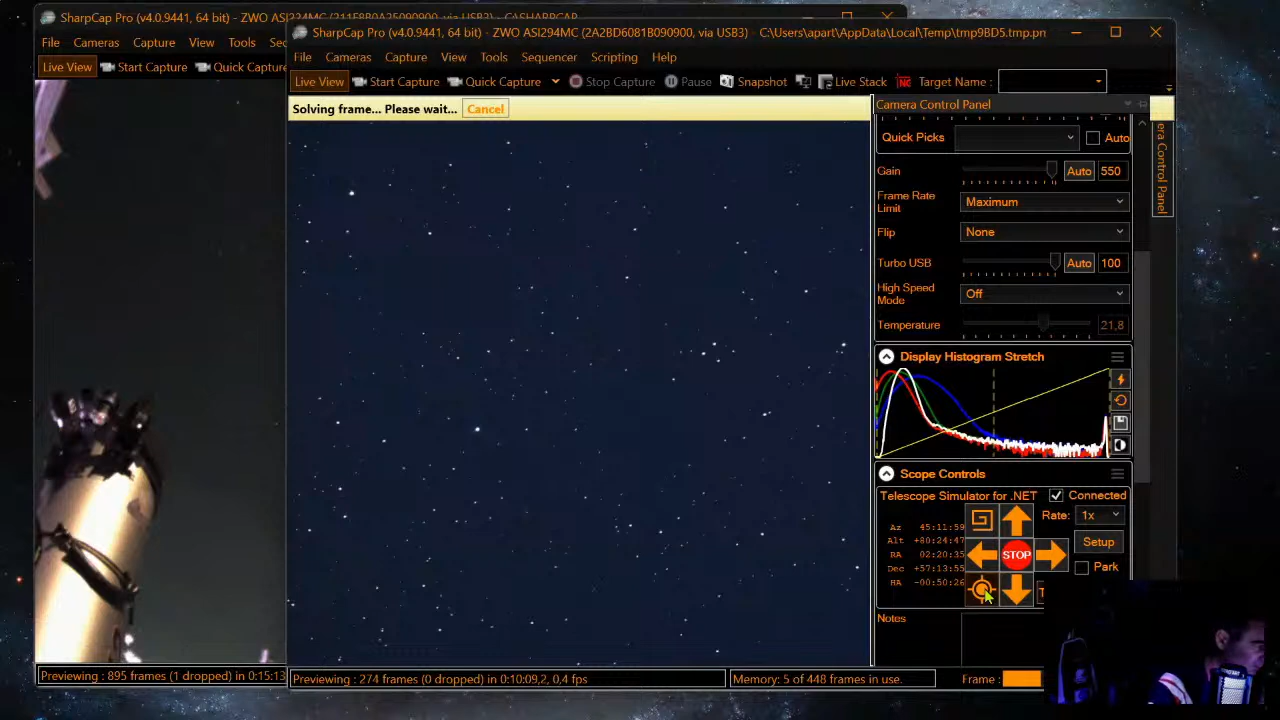 SharpCap Pro (v4.0.9441, 64 bit) - ZWO ASI224MC
File Cameras Capture View Tools
Live View Start Capture Quick Capture
SharpCap Pro (v4.0.9441, 64 bit) - ZWO ASI294MC (2A2BD6081B090900, via USB3) - C:\Users\apart\AppData\Local\Temp\tmp9BD5.tmp.pn
File Cameras Capture View Tools Sequencer Scripting Help
Live View Start Capture Quick Capture Stop Capture Pause Snapshot Live Stack NC Target Name :
Solving frame... Please wait... Cancel
Camera Control Panel
Quick Picks Auto
Gain Auto 550
Frame Rate Limit Maximum
Flip None
Turbo USB Auto 100
High Speed Mode Off
Temperature 21,8
Display Histogram Stretch
Scope Controls
Telescope Simulator for .NET Connected
Rate: 1x
Az 45:11:59
Alt +80:24:47
RA 02:20:35
Dec +57:13:55
HA -00:50:26
STOP
Setup
Park
Notes
era Control Panel
Previewing : 895 frames (1 dropped) in 0:15:13
Previewing : 274 frames (0 dropped) in 0:10:09,2, 0,4 fps
Memory: 5 of 448 frames in use.
Frame :